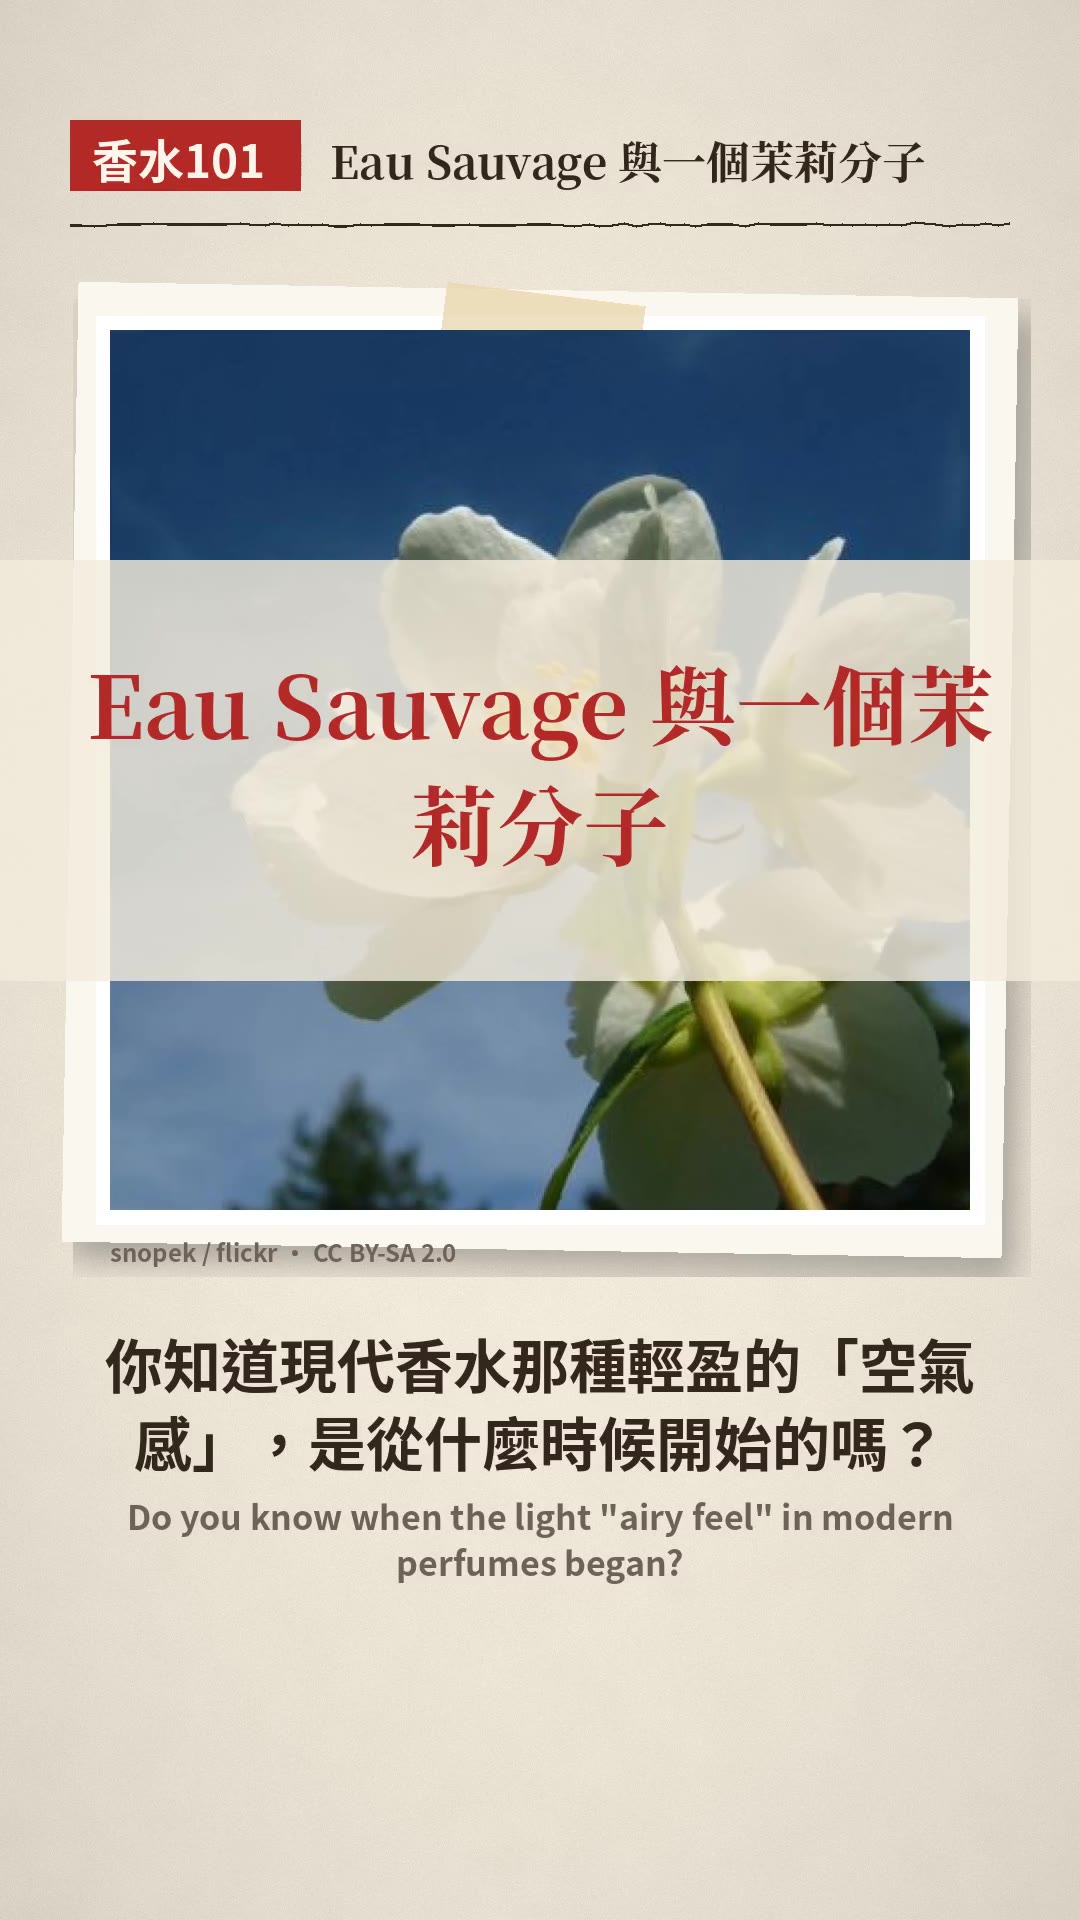 香水101
Eau Sauvage 與一個茉莉分子
Eau Sauvage 與一個茉
莉分子
snopek / flickr · CC BY-SA 2.0
你知道現代香水那種輕盈的「空氣
感」，是從什麼時候開始的嗎？
Do you know when the light "airy feel" in modern
perfumes began?